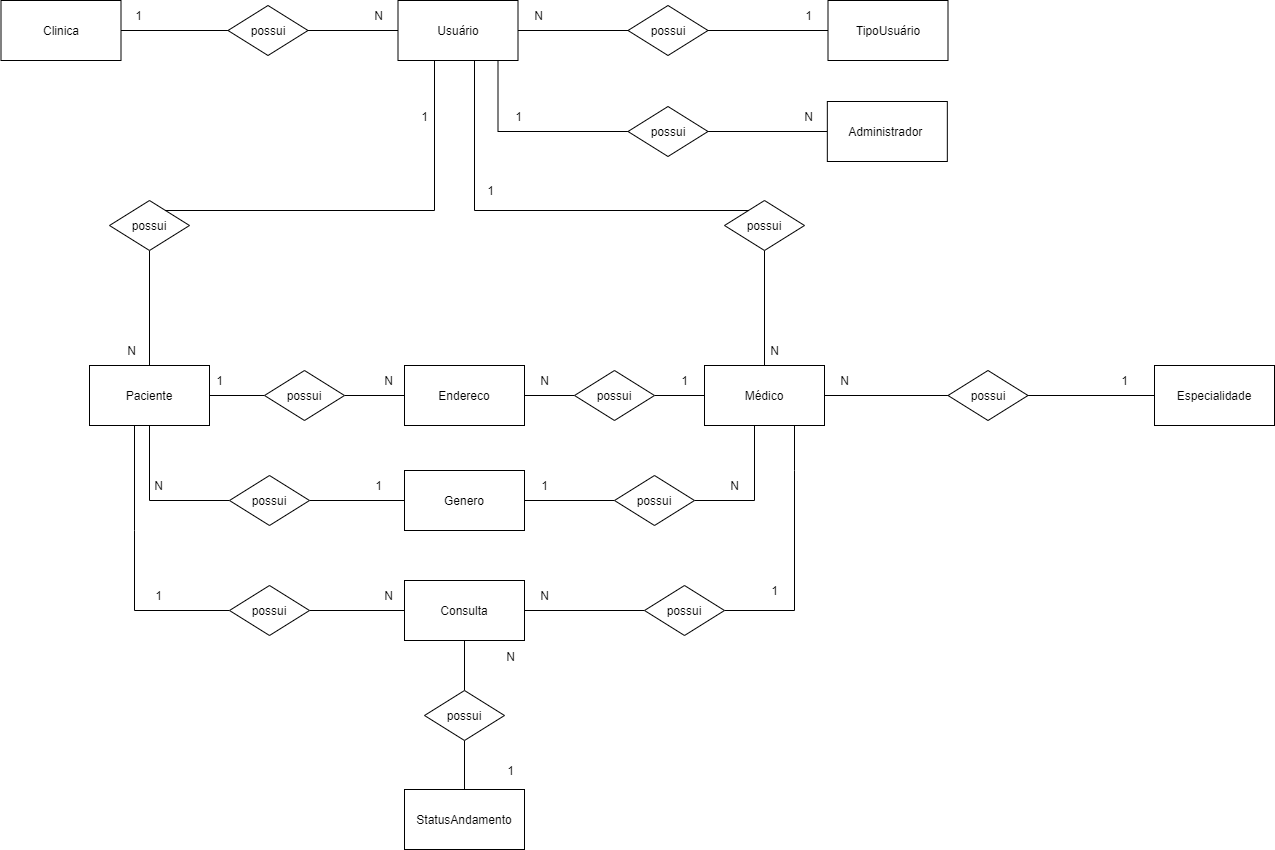 1 N N 1
Clinica possui Usuário possui TipoUsuário
1 1 N
possui Administrador
1
possui possui
N N
1 N N 1 N 1
Paciente possui Endereco possui Médico possui Especialidade
N 1 1 N
possui Genero possui
1 N N 1
possui Consulta possui
N
possui
1
StatusAndamento